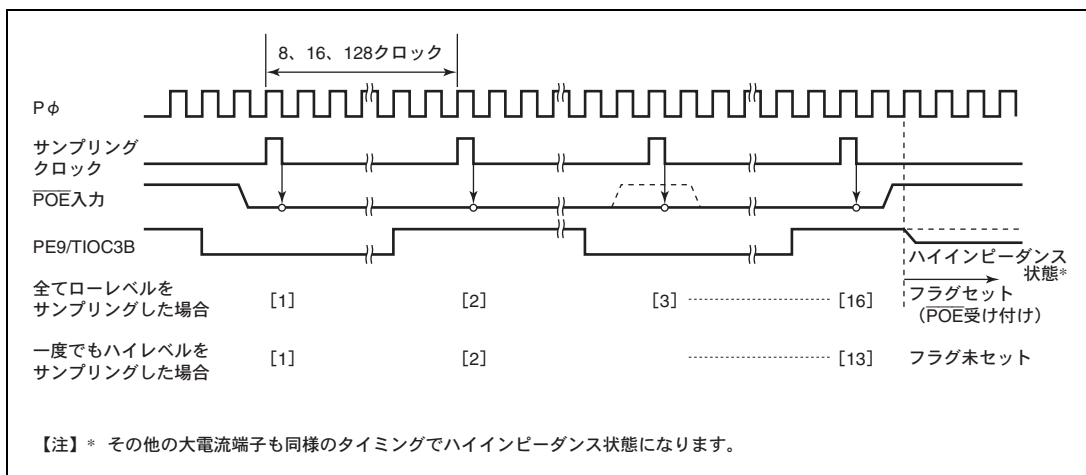 8、16、128クロック
Pφ
サンプリング
クロック
POE入力
PE9/TIOC3B
ハイインピーダンス
状態*
全てローレベルを
サンプリングした場合
[1] [2] [3] [16]
フラグセット
（POE受け付け）
一度でもハイレベルを
サンプリングした場合
[1] [2] [13] フラグ未セット
【注】* その他の大電流端子も同様のタイミングでハイインピーダンス状態になります。